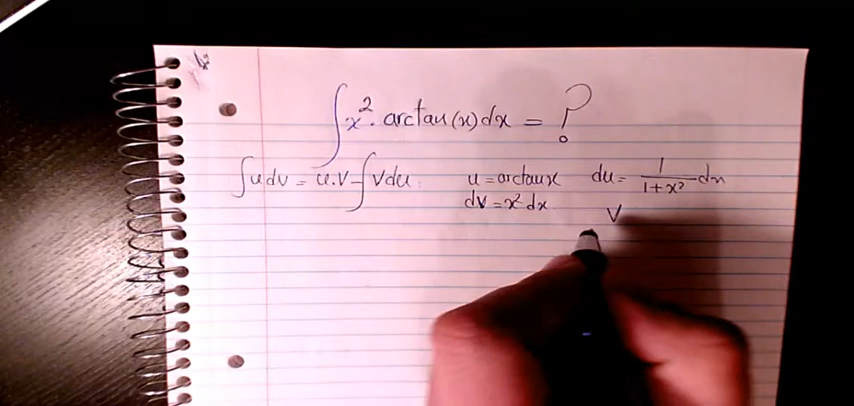 ∫x². arctan(x)dx = ?
∫udv = u.v - ∫vdu. u = arctanx du = 1/(1+x²) dx
dv = x² dx v